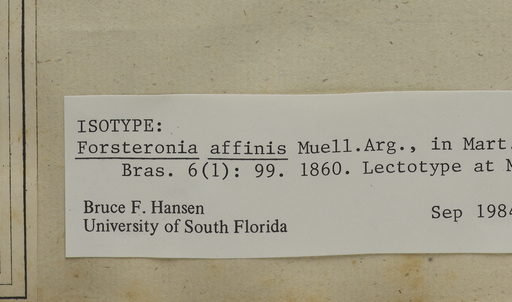 ISOTYPE:
Forsteronia affinis Muell.Arg., in Mart.
Bras. 6(1): 99. 1860. Lectotype at
Bruce F. Hansen
Sep 1984
University of South Florida